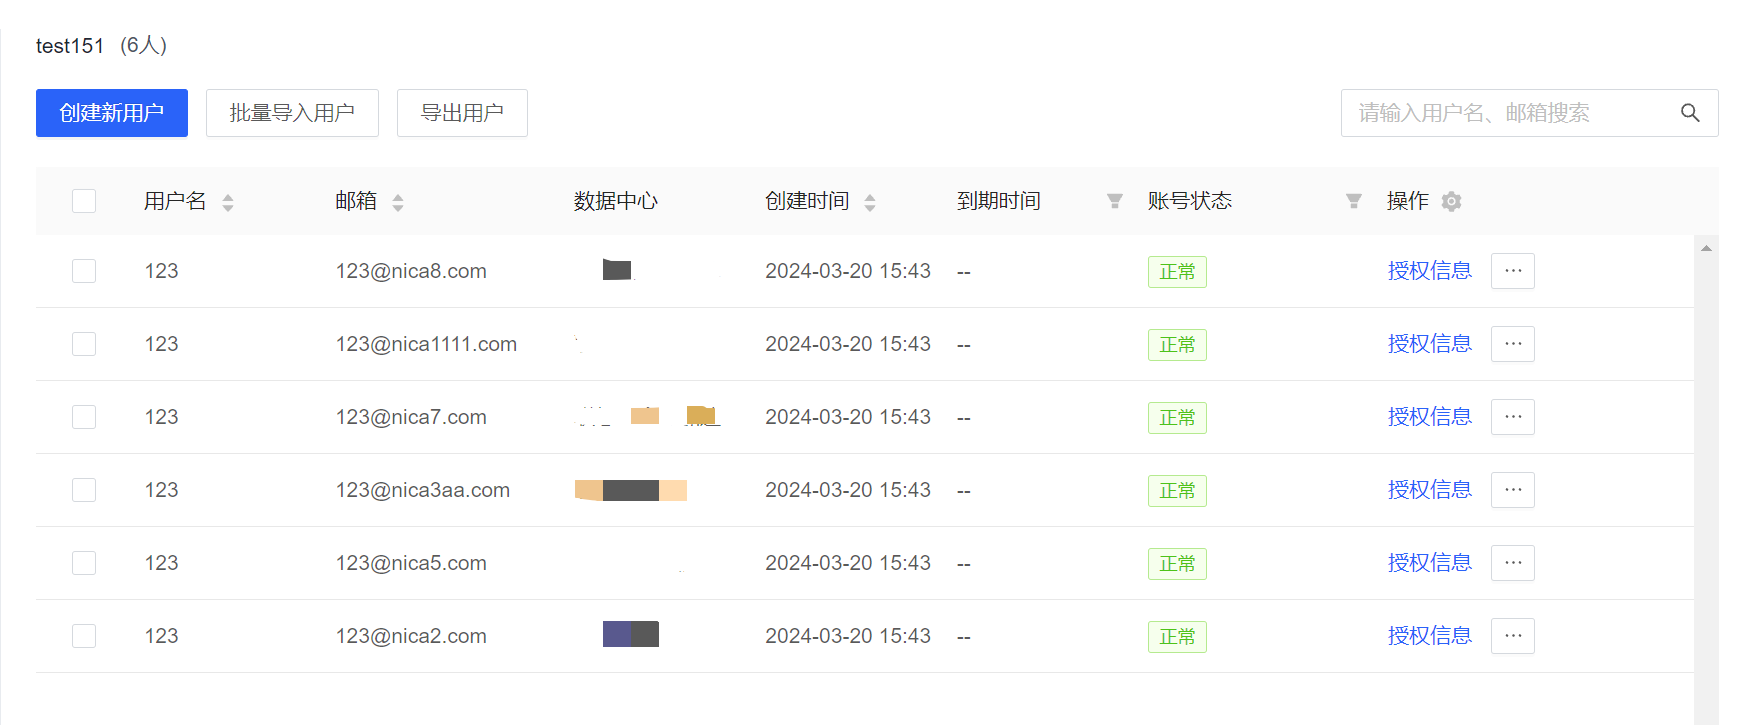 test151 (6人)
创建新用户 批量导入用户 导出用户 请输入用户名、邮箱搜索
用户名 邮箱 数据中心 创建时间 到期时间 账号状态 操作
123 123@nica8.com 2024-03-20 15:43 -- 正常 授权信息 ...
123 123@nica1111.com 2024-03-20 15:43 -- 正常 授权信息 ...
123 123@nica7.com 2024-03-20 15:43 -- 正常 授权信息 ...
123 123@nica3aa.com 2024-03-20 15:43 -- 正常 授权信息 ...
123 123@nica5.com 2024-03-20 15:43 -- 正常 授权信息 ...
123 123@nica2.com 2024-03-20 15:43 -- 正常 授权信息 ...